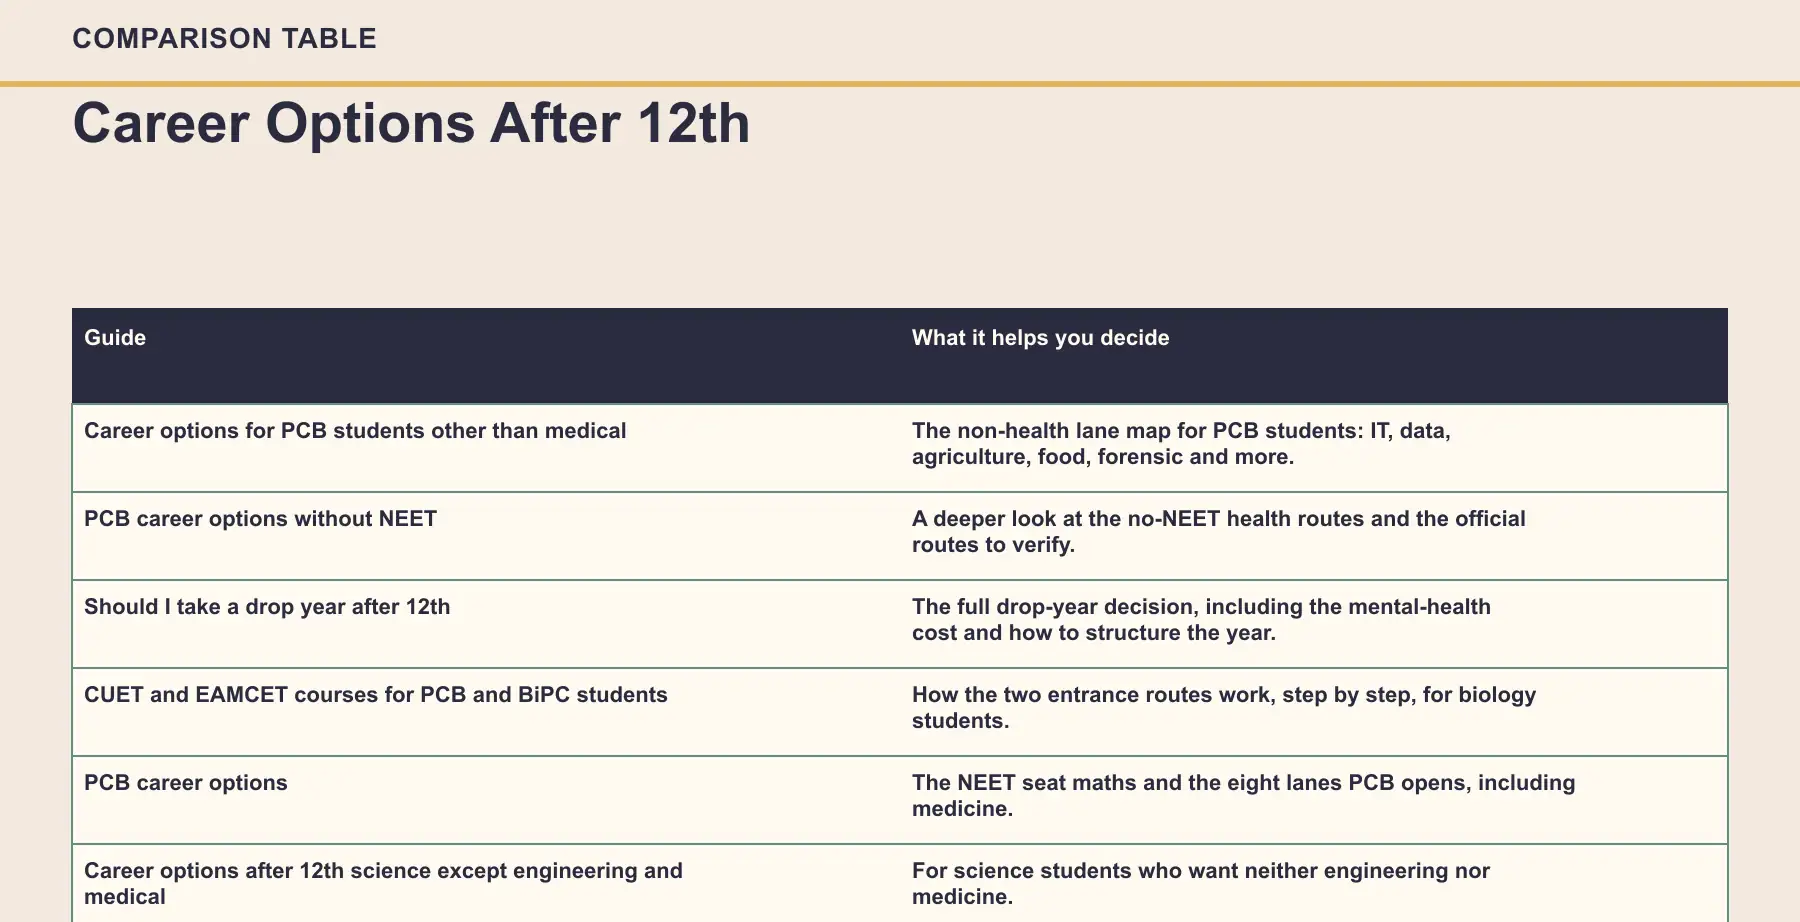 COMPARISON TABLE
Career Options After 12th
Guide
What it helps you decide
Career options for PCB students other than medical
The non-health lane map for PCB students: IT, data,
agriculture, food, forensic and more.
PCB career options without NEET
A deeper look at the no-NEET health routes and the official
routes to verify.
Should I take a drop year after 12th
The full drop-year decision, including the mental-health
cost and how to structure the year.
CUET and EAMCET courses for PCB and BiPC students
How the two entrance routes work, step by step, for biology
students.
PCB career options
The NEET seat maths and the eight lanes PCB opens, including
medicine.
Career options after 12th science except engineering and
medical
For science students who want neither engineering nor
medicine.